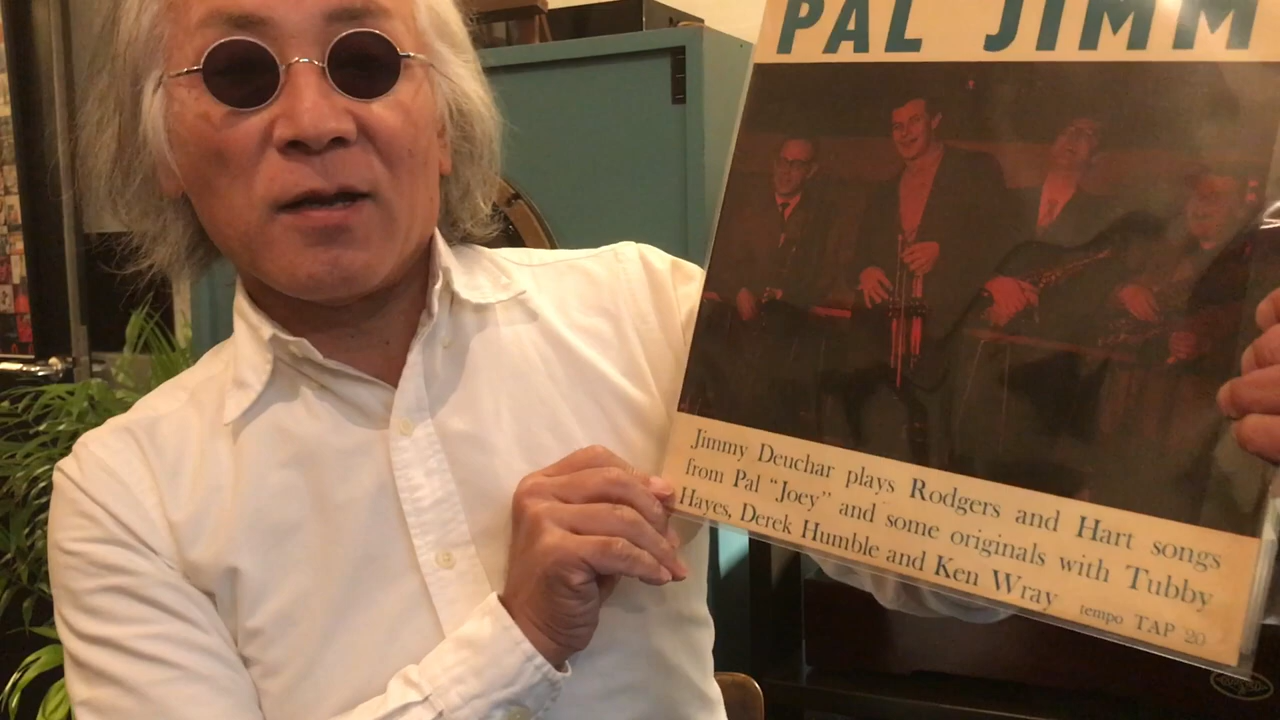 PAL JIMM
Jimmy Deuchar plays Rodgers and Hart songs
from Pal "Joey" and some originals with Tubby
Hayes, Derek Humble and Ken Wray
tempo TAP 20